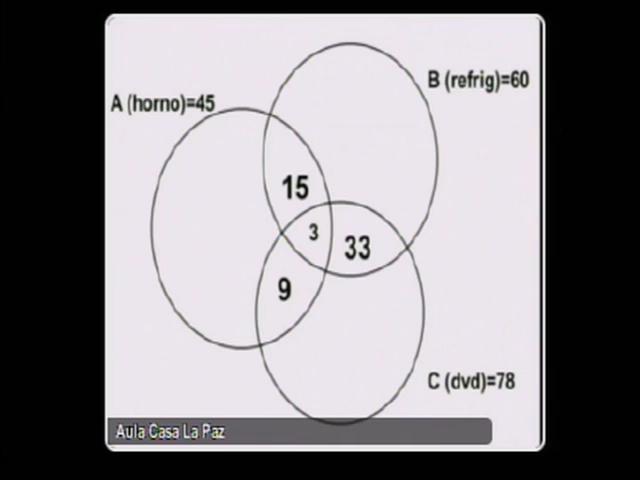 B (refrig)=60
A (horno)=45
15
3
33
9
C (dvd)=78
Aula Casa La Paz